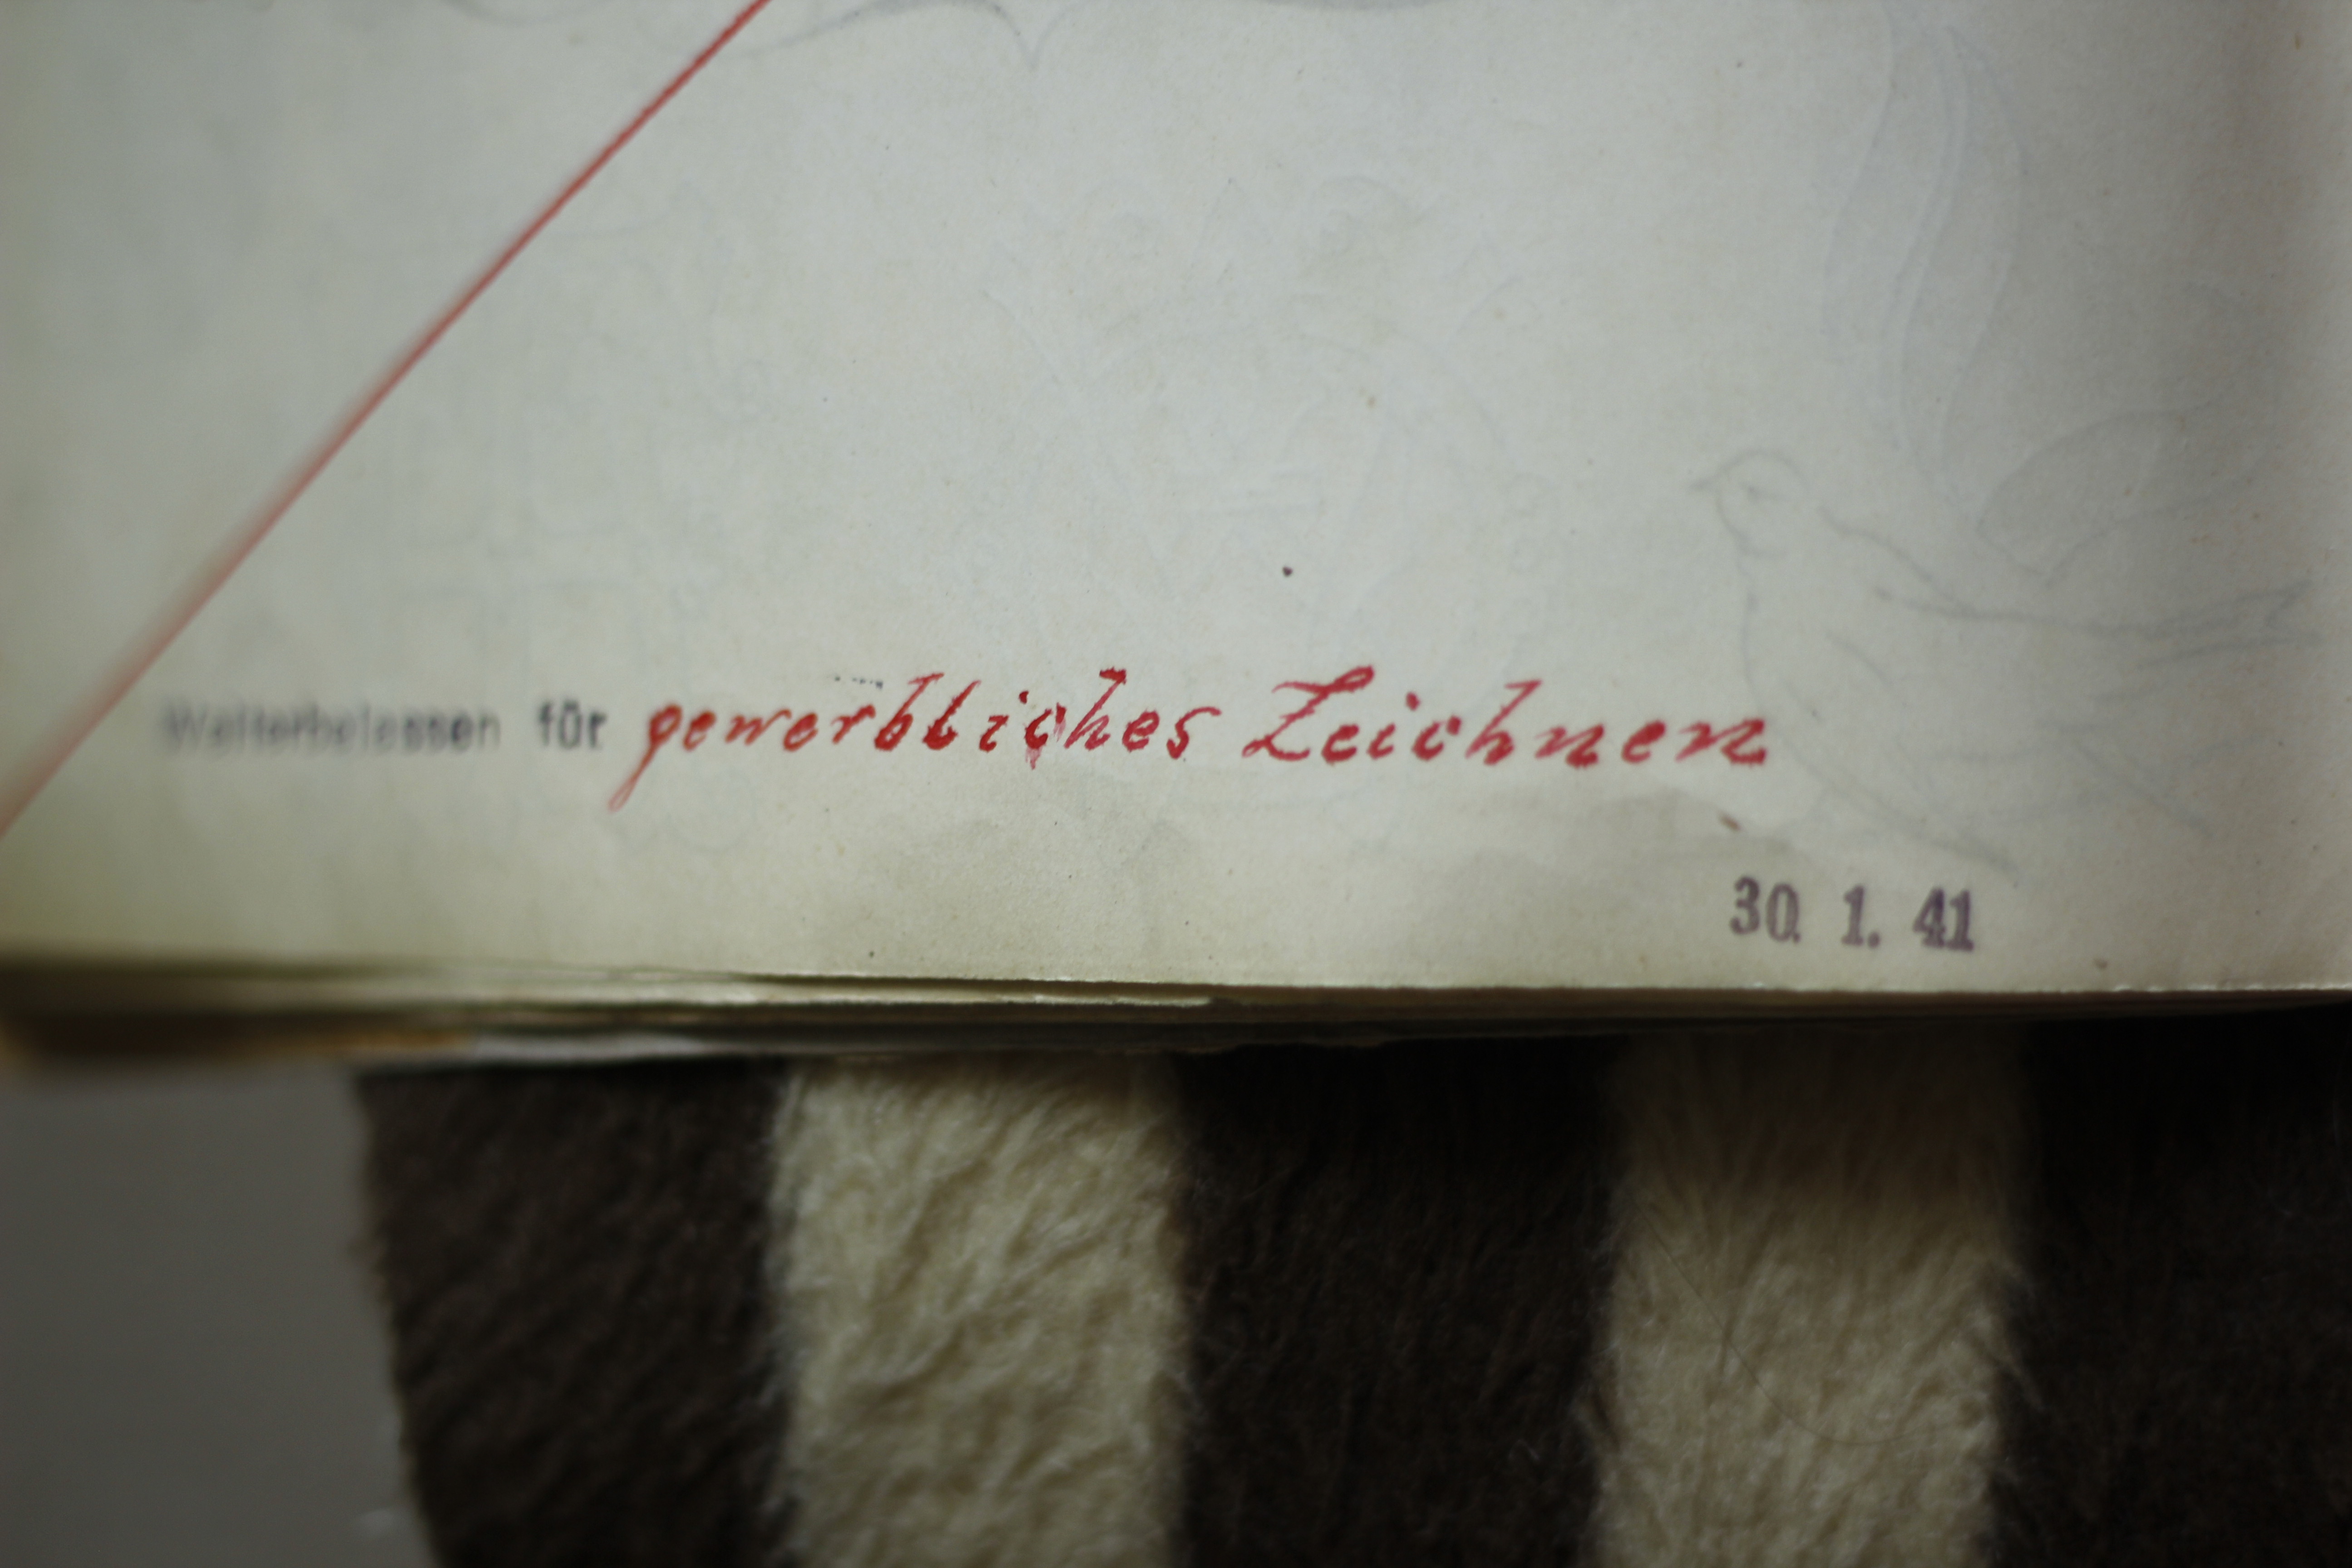 Weiterbelassen für gewerbliches Zeichnen
30. 1. 41